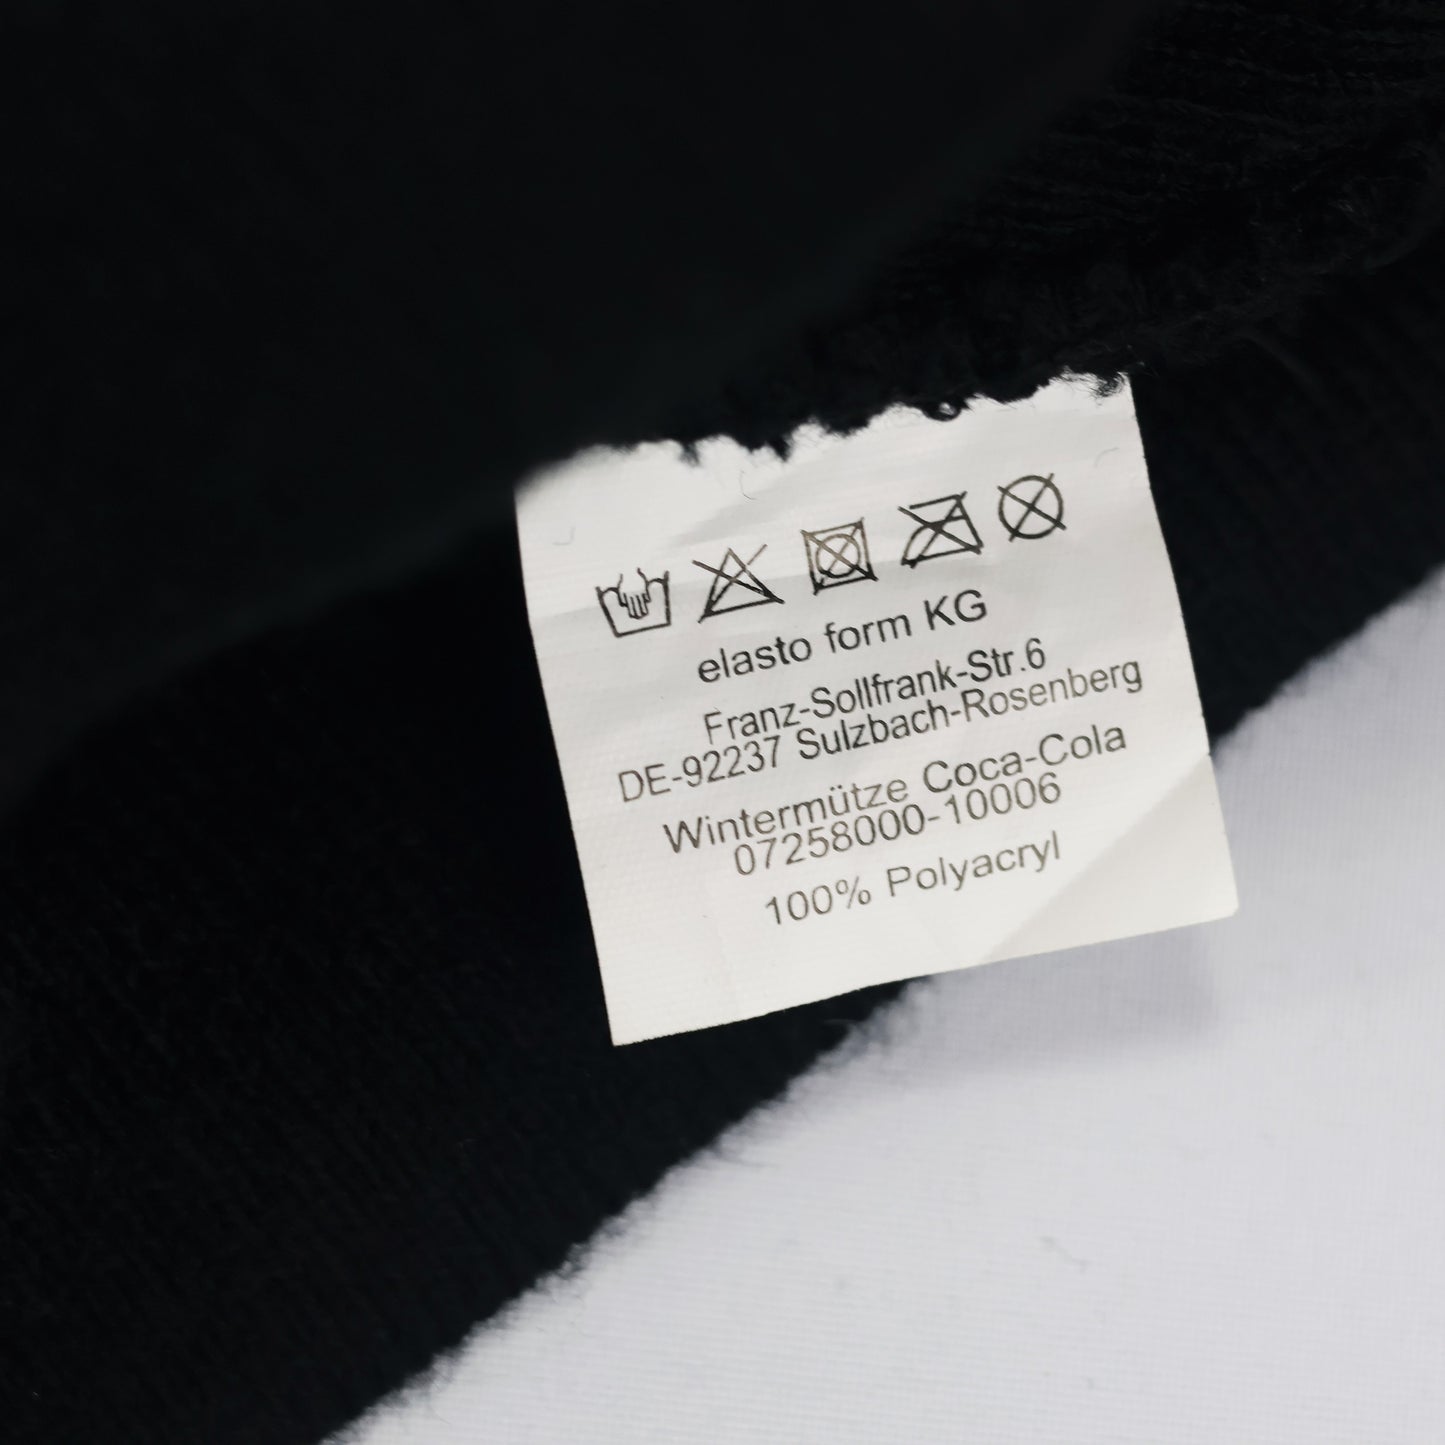 elasto form KG
Franz-Sollfrank-Str.6
DE-92237 Sulzbach-Rosenberg
Wintermütze Coca-Cola
07258000-10006
100% Polyacryl